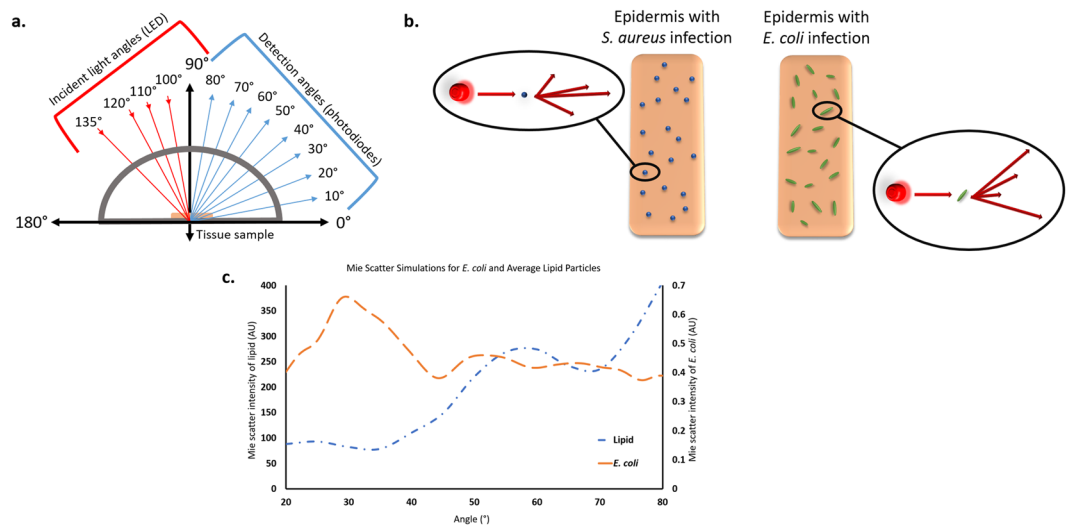 a.
Incident light angles (LED)
Detection angles (photodiodes)
90°
100°
110°
120°
135°
80°
70°
60°
50°
40°
30°
20°
10°
180°
0°
Tissue sample
b.
Epidermis with
S. aureus infection
Epidermis with
E. coli infection
c.
Mie Scatter Simulations for E. coli and Average Lipid Particles
Mie scatter intensity of lipid (AU)
400
350
300
250
200
150
100
50
0
0.7
0.6
0.5
0.4
0.3
0.2
0.1
0
Mie scatter intensity of E. coli (AU)
Lipid
E. coli
20
30
40
50
60
70
80
Angle (°)